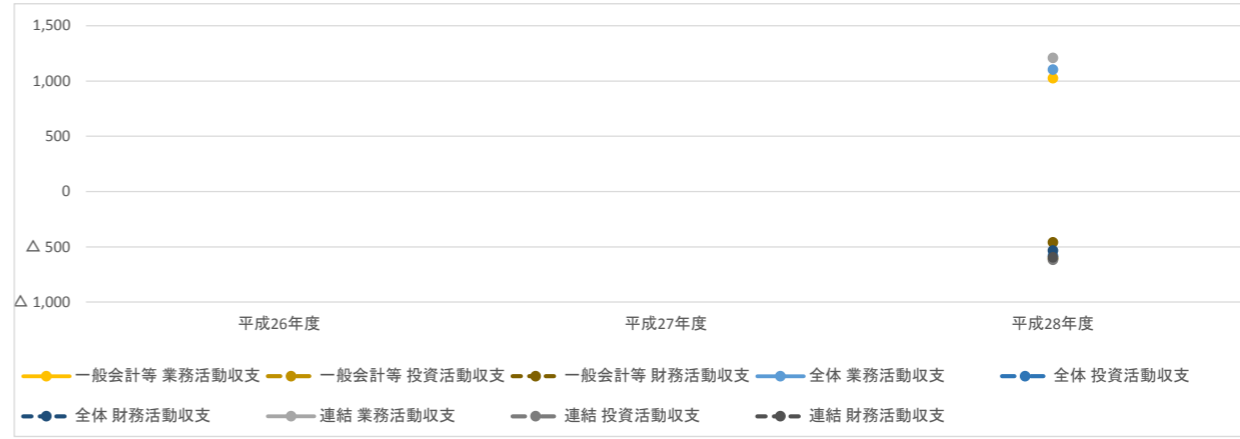 1,500
1,000
500
0
△ 500
△ 1,000
平成26年度 平成27年度 平成28年度
一般会計等 業務活動収支 一般会計等 投資活動収支 一般会計等 財務活動収支 全体 業務活動収支 全体 投資活動収支
全体 財務活動収支 連結 業務活動収支 連結 投資活動収支 連結 財務活動収支